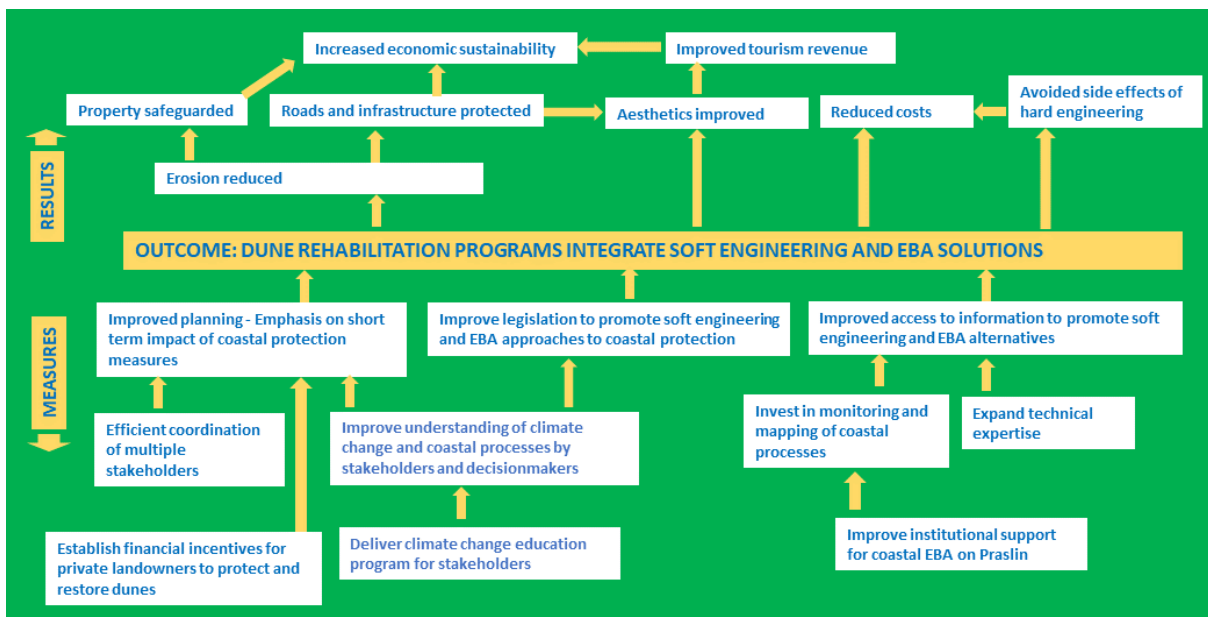 Increased economic sustainability
Improved tourism revenue
Property safeguarded
Roads and infrastructure protected
Aesthetics improved
Reduced costs
Avoided side effects of
hard engineering
RESULTS
Erosion reduced
OUTCOME: DUNE REHABILITATION PROGRAMS INTEGRATE SOFT ENGINEERING AND EBA SOLUTIONS
MEASURES
Improved planning - Emphasis on short
term impact of coastal protection
measures
Improve legislation to promote soft engineering
and EBA approaches to coastal protection
Improved access to information to promote soft
engineering and EBA alternatives
Efficient coordination
of multiple
stakeholders
Improve understanding of climate
change and coastal processes by
stakeholders and decisionmakers
Invest in monitoring and
mapping of coastal
processes
Expand technical
expertise
Establish financial incentives for
private landowners to protect and
restore dunes
Deliver climate change education
program for stakeholders
Improve institutional support
for coastal EBA on Praslin